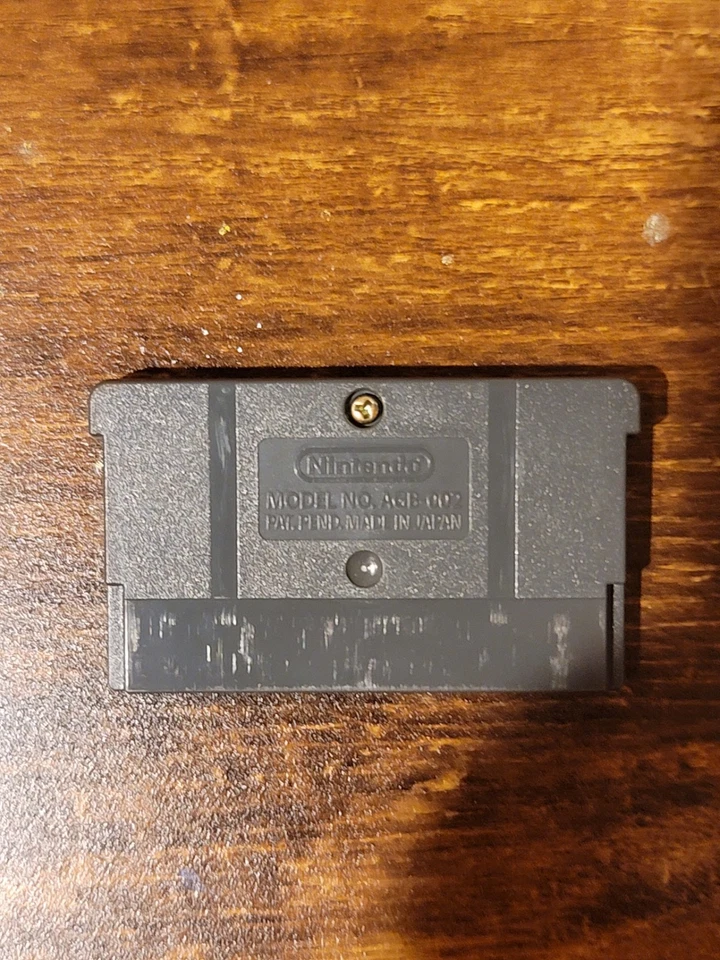 Nintendo
MODEL NO. AGB-002
PAT. PEND. MADE IN JAPAN